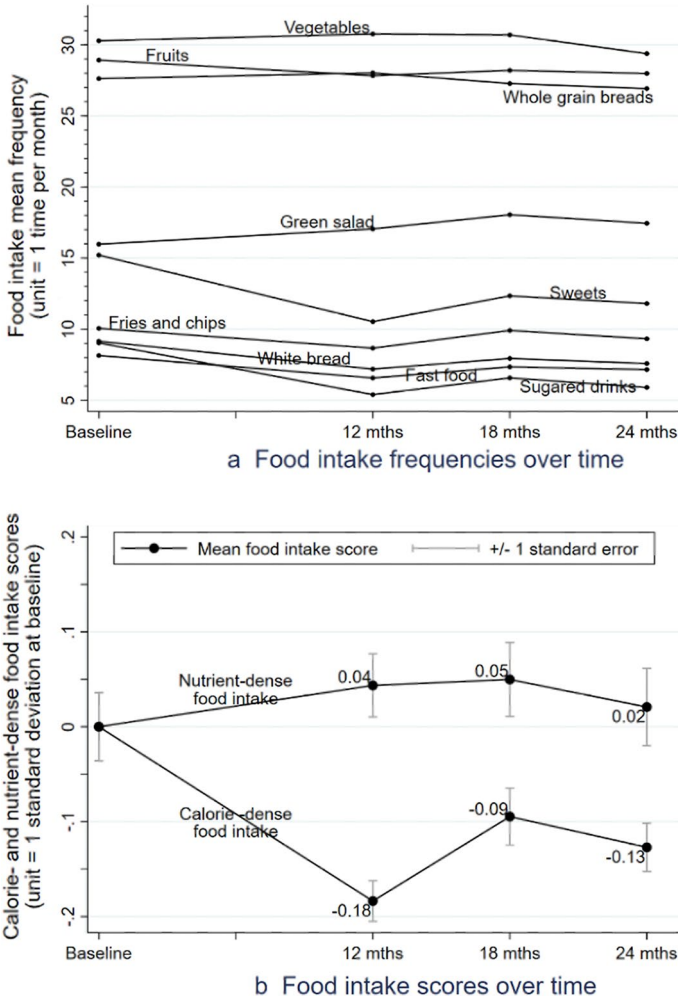 Food intake mean frequency
(unit = 1 time per month)
30
25
20
15
10
5
Vegetables
Fruits
Whole grain breads
Green salad
Sweets
Fries and chips
White bread
Fast food
Sugared drinks
Baseline
12 mths
18 mths
24 mths
a Food intake frequencies over time
Calorie- and nutrient-dense food intake scores
(unit = 1 standard deviation at baseline)
.2
.1
0
-.1
-.2
Mean food intake score
+/- 1 standard error
Nutrient-dense
food intake
0.04
0.05
0.02
Calorie-dense
food intake
-0.18
-0.09
-0.13
Baseline
12 mths
18 mths
24 mths
b Food intake scores over time